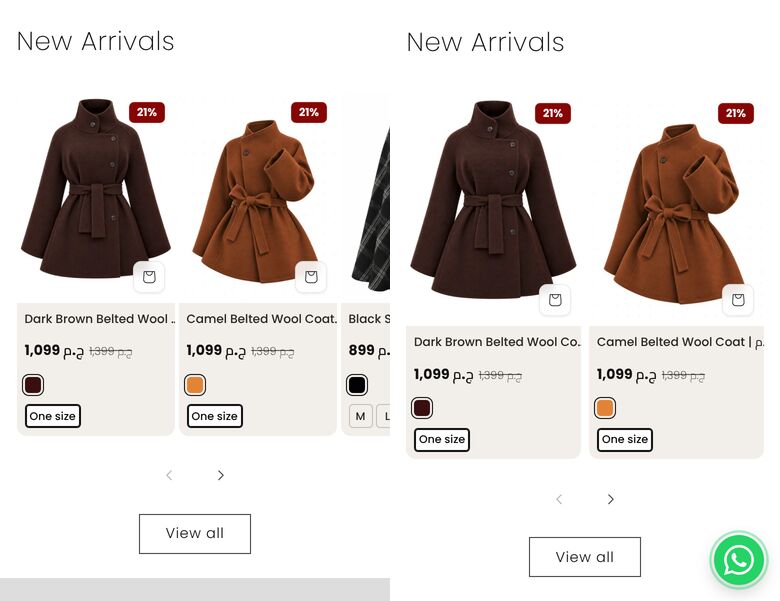 New Arrivals
21%
21%
Dark Brown Belted Wool ..
Camel Belted Wool Coat.
Black S
1,099 ج.م 1,399 ج.م
1,099 ج.م 1,399 ج.م
899 ج.م
One size
One size
M
L
View all
New Arrivals
21%
21%
Dark Brown Belted Wool Co..
Camel Belted Wool Coat | م.
1,099 ج.م 1,399 ج.م
1,099 ج.م 1,399 ج.م
One size
One size
View all